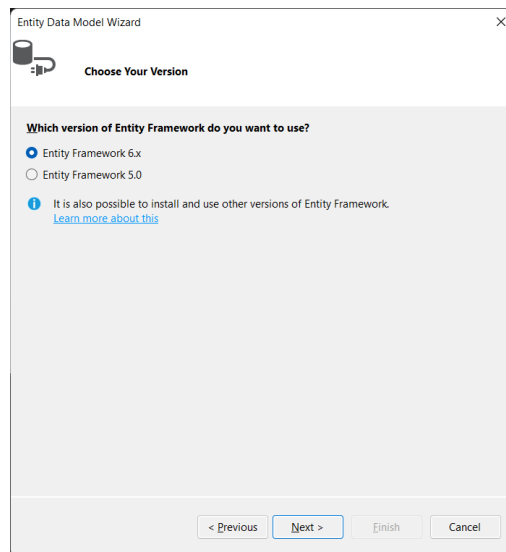 Entity Data Model Wizard
Choose Your Version
Which version of Entity Framework do you want to use?
Entity Framework 6.x
Entity Framework 5.0
It is also possible to install and use other versions of Entity Framework.
Learn more about this
< Previous
Next >
Finish
Cancel